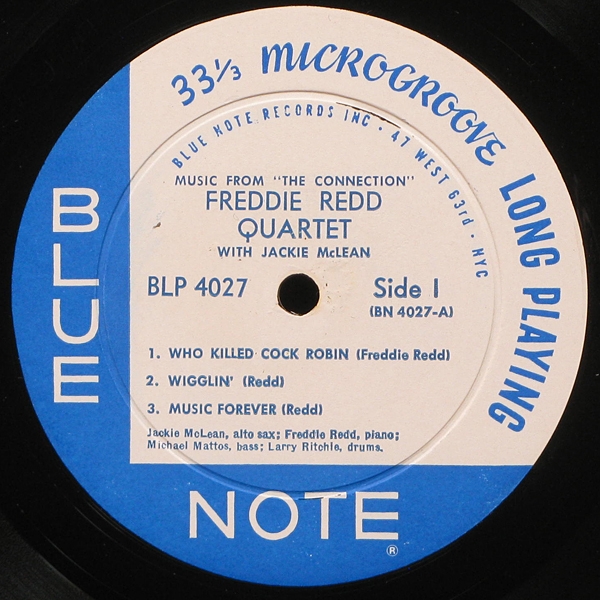 33⅓ MICROGROOVE LONG PLAYING
BLUE NOTE RECORDS INC · 47 WEST 63rd · NYC
MUSIC FROM "THE CONNECTION"
FREDDIE REDD
QUARTET
WITH JACKIE McLEAN
BLP 4027
Side 1
(BN 4027-A)
1. WHO KILLED COCK ROBIN (Freddie Redd)
2. WIGGLIN' (Redd)
3. MUSIC FOREVER (Redd)
Jackie McLean, alto sax; Freddie Redd, piano;
Michael Mattos, bass; Larry Ritchie, drums.
BLUE
NOTE
®